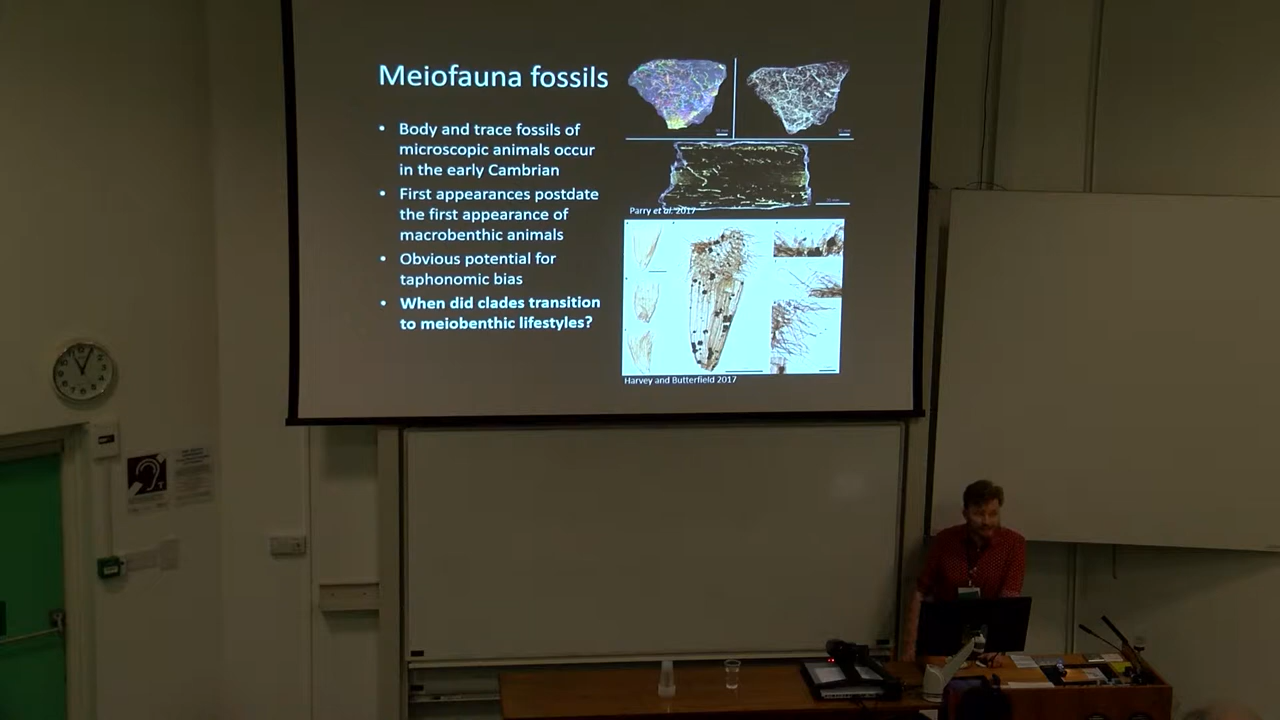 Meiofauna fossils
• Body and trace fossils of
microscopic animals occur
in the early Cambrian
• First appearances postdate
the first appearance of
macrobenthic animals
• Obvious potential for
taphonomic bias
• When did clades transition
to meiobenthic lifestyles?
Parry et al. 2017
Harvey and Butterfield 2017
T